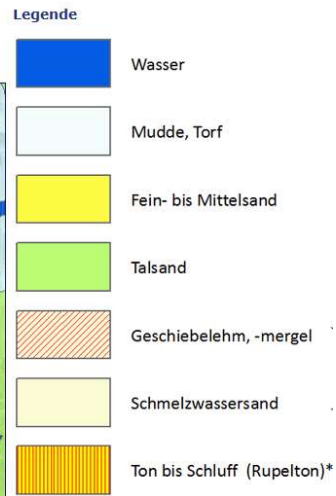 Legende
Wasser
Mudde, Torf
Fein- bis Mittelsand
Talsand
Geschiebelehm, -mergel
Schmelzwassersand
Ton bis Schluff (Rupelton)*